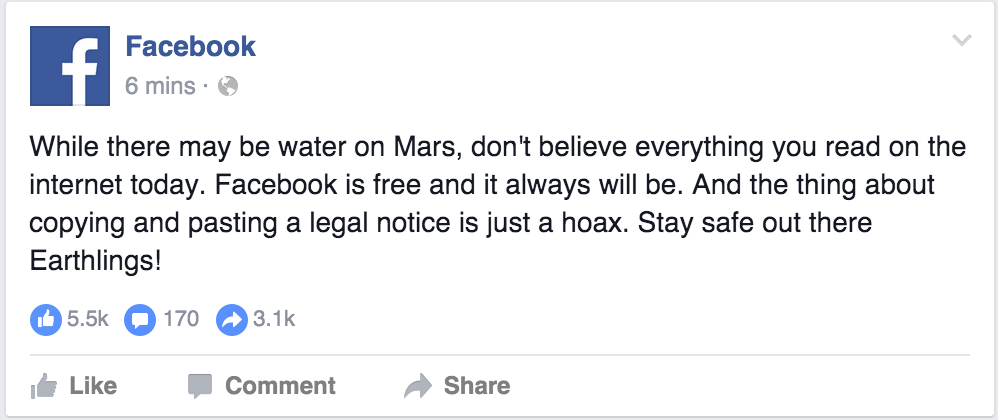 Facebook
6 mins ·
While there may be water on Mars, don't believe everything you read on the
internet today. Facebook is free and it always will be. And the thing about
copying and pasting a legal notice is just a hoax. Stay safe out there
Earthlings!
5.5k 170 3.1k
Like Comment Share